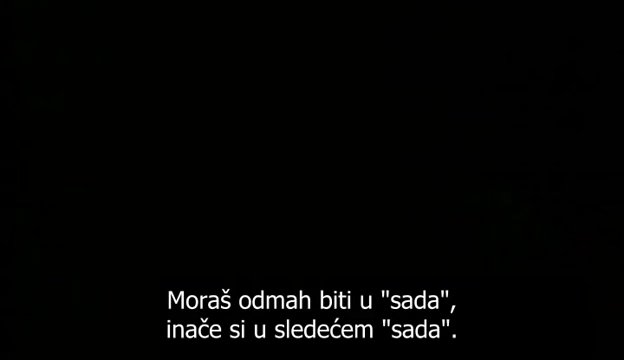 Moraš odmah biti u "sada",
inače si u sledećem "sada".